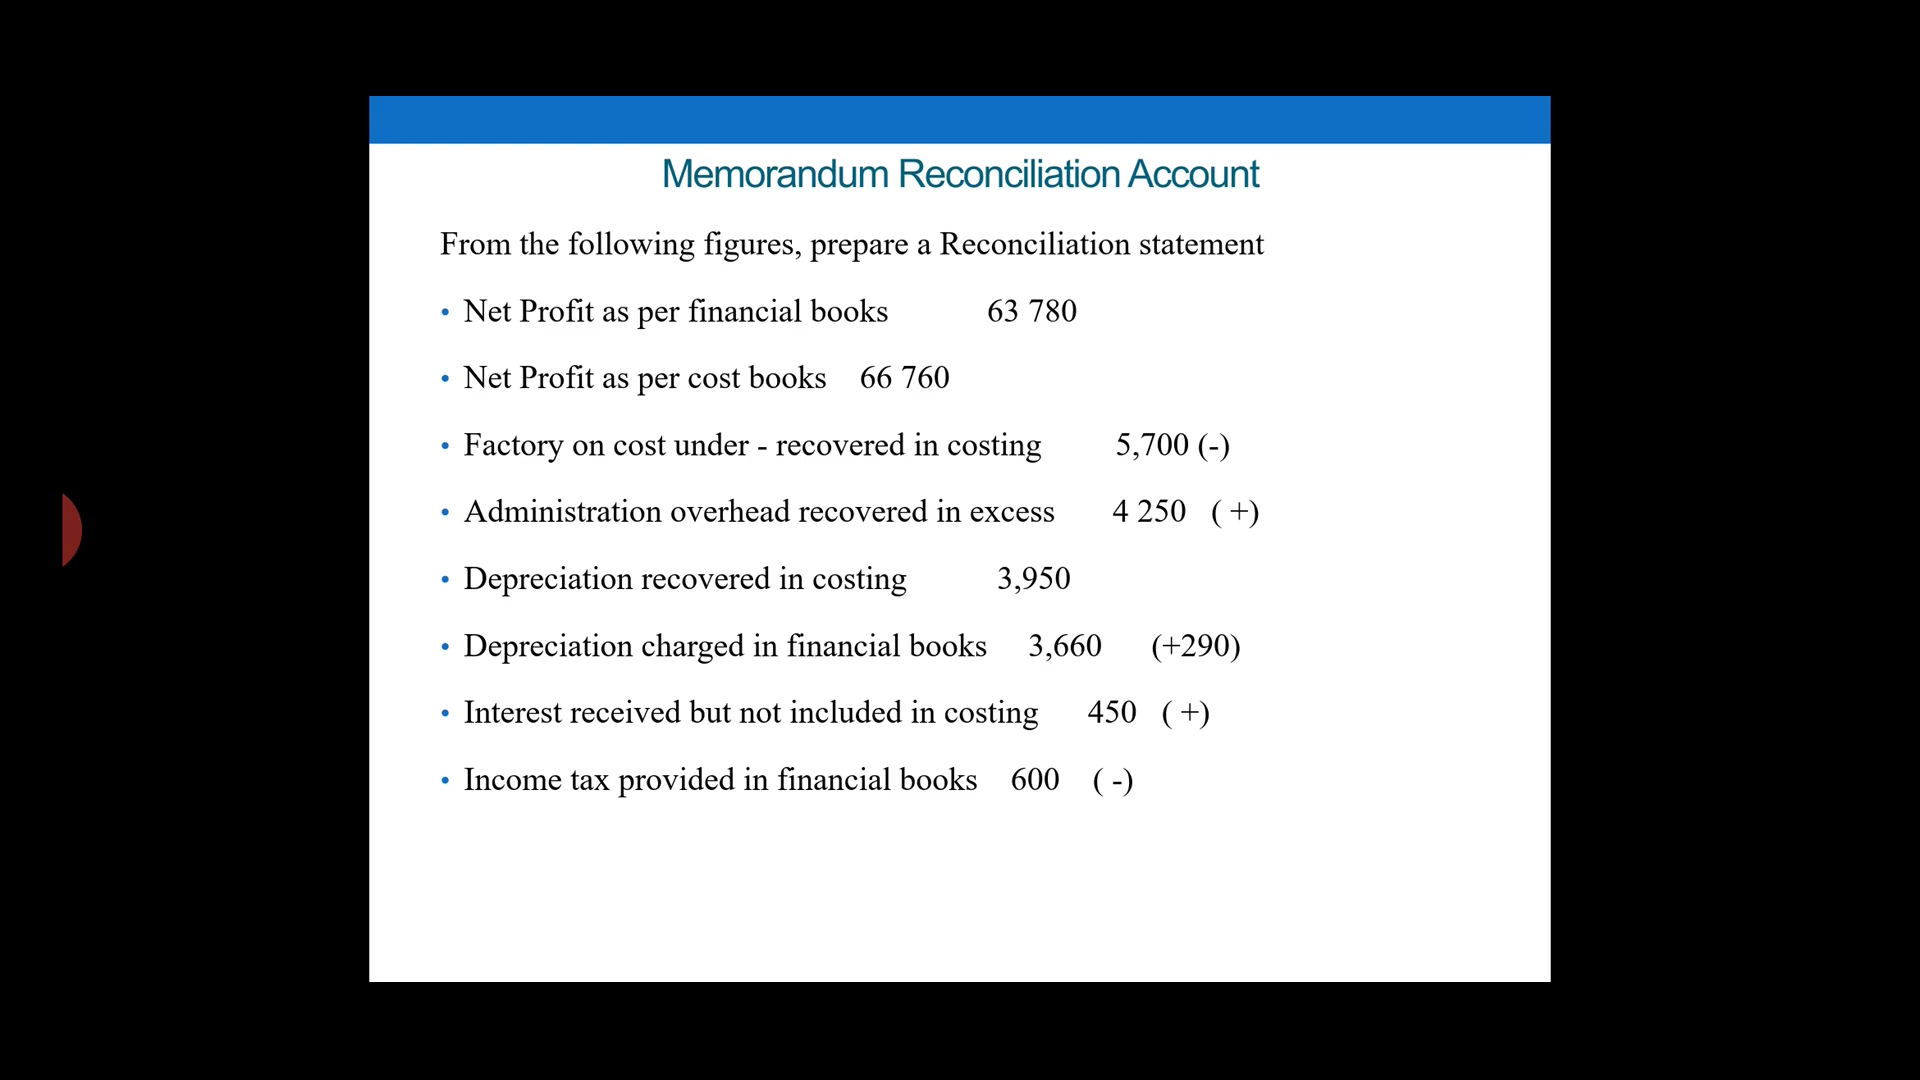 Memorandum Reconciliation Account
From the following figures, prepare a Reconciliation statement
• Net Profit as per financial books 63 780
• Net Profit as per cost books 66 760
• Factory on cost under - recovered in costing 5,700 (-)
• Administration overhead recovered in excess 4 250 ( +)
• Depreciation recovered in costing 3,950
• Depreciation charged in financial books 3,660 (+290)
• Interest received but not included in costing 450 ( +)
• Income tax provided in financial books 600 ( -)